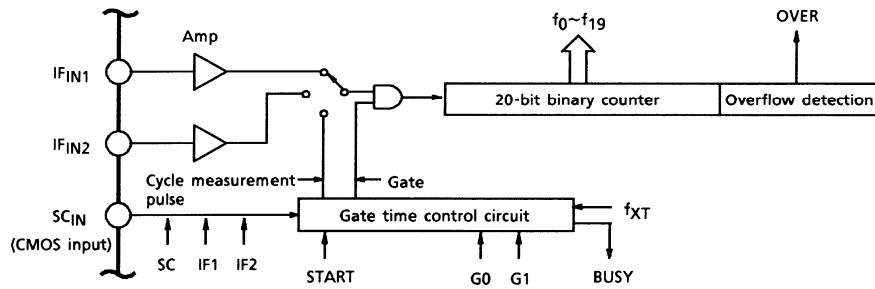 f0~f19
OVER
Amp
IFIN1
20-bit binary counter
Overflow detection
IFIN2
Cycle measurement
pulse
Gate
SCIN
(CMOS input)
Gate time control circuit
fXT
SC
IF1
IF2
START
G0
G1
BUSY